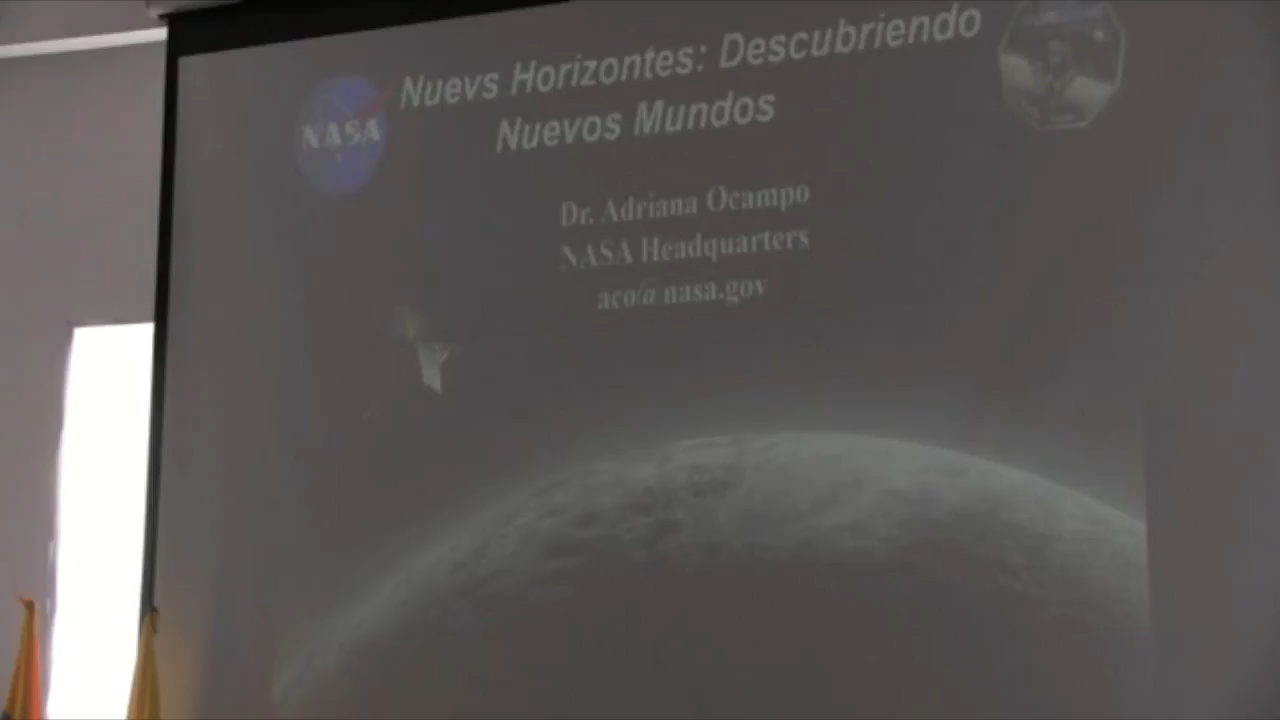 Nuevs Horizontes: Descubriendo
Nuevos Mundos
NASA
Dr. Adriana Ocampo
NASA Headquarters
aco@nasa.gov